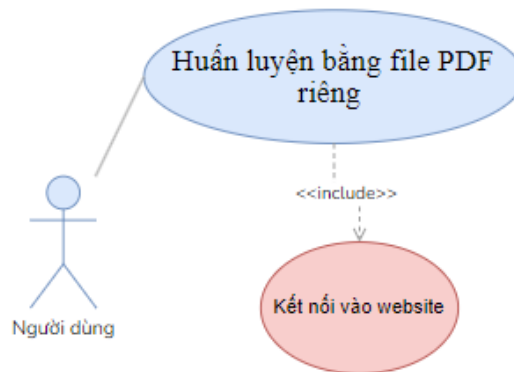 Huấn luyện bằng file PDF
riêng
<<include>>
Kết nối vào website
Người dùng